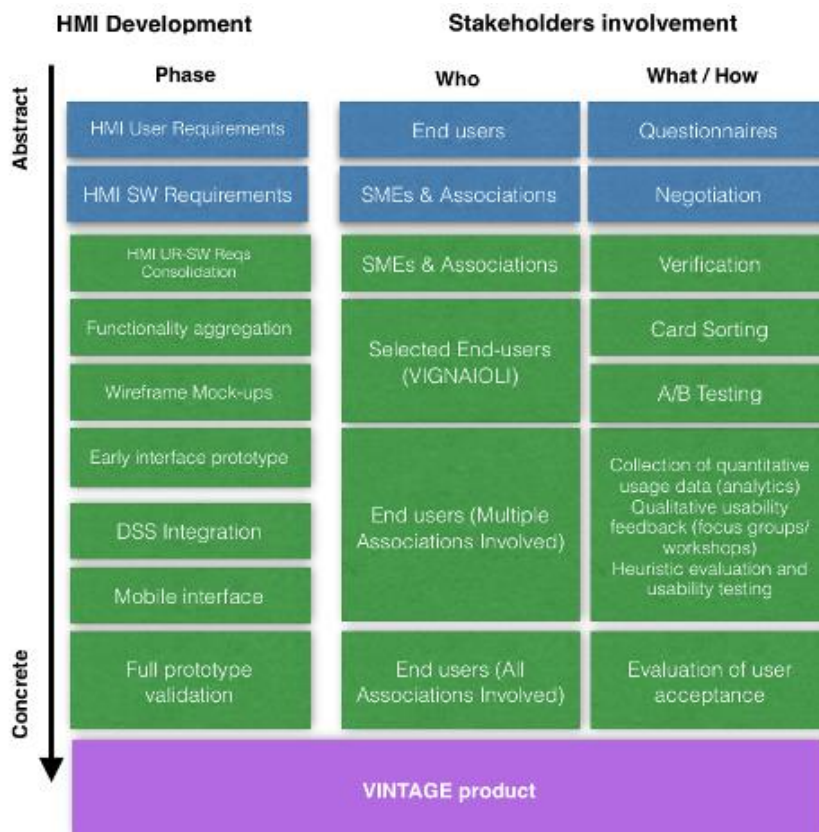 HMI Development
Stakeholders involvement
Phase
Who
What / How
Abstract
HMI User Requirements
End users
Questionnaires
HMI SW Requirements
SMEs & Associations
Negotiation
HMI UR-SW Reqs
Consolidation
SMEs & Associations
Verification
Functionality aggregation
Selected End-users
(VIGNAIOLI)
Card Sorting
Wireframe Mock-ups
A/B Testing
Early interface prototype
DSS Integration
Mobile interface
End users (Multiple
Associations Involved)
Collection of quantitative
usage data (analytics)
Qualitative usability
feedback (focus groups/
workshops)
Heuristic evaluation and
usability testing
Concrete
Full prototype
validation
End users (All
Associations Involved)
Evaluation of user
acceptance
VINTAGE product